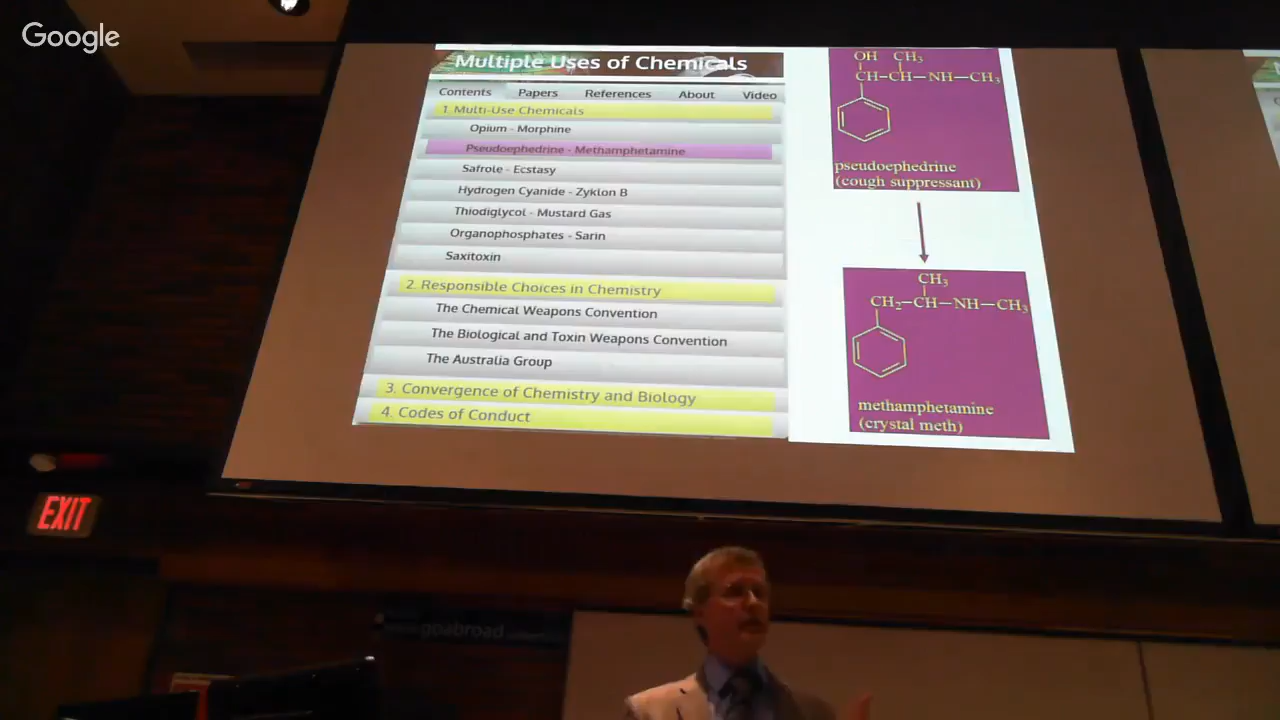 Google
Multiple Uses of Chemicals
Contents Papers References About Video
1. Multi-Use Chemicals
Opium - Morphine
Pseudoephedrine - Methamphetamine
Safrole - Ecstasy
Hydrogen Cyanide - Zyklon B
Thiodiglycol - Mustard Gas
Organophosphates - Sarin
Saxitoxin
2. Responsible Choices in Chemistry
The Chemical Weapons Convention
The Biological and Toxin Weapons Convention
The Australia Group
3. Convergence of Chemistry and Biology
4. Codes of Conduct
OH CH₃
CH-CH-NH-CH₃
pseudoephedrine
(cough suppressant)
CH₃
CH₂-CH-NH-CH₃
methamphetamine
(crystal meth)
EXIT
goabroad